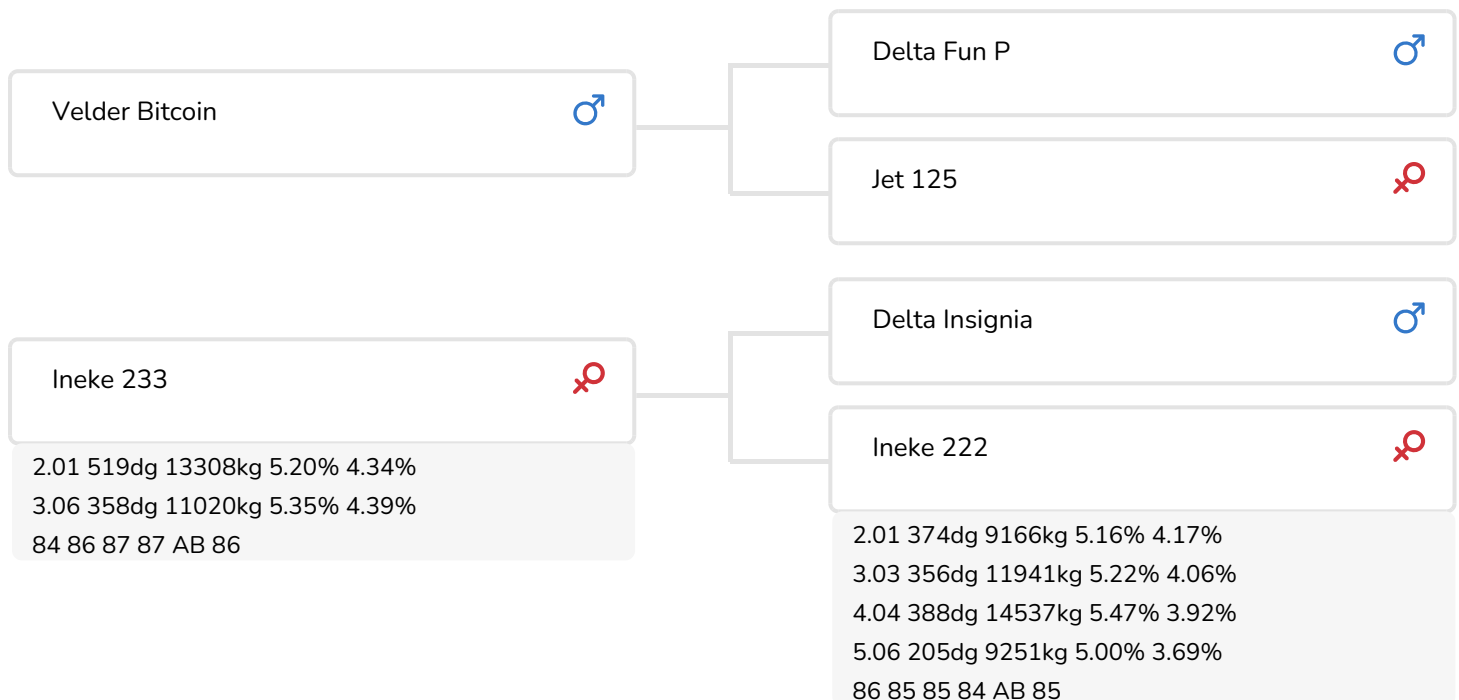 Velder Bitcoin
Delta Fun P
Jet 125
Ineke 233
2.01 519dg 13308kg 5.20% 4.34%
3.06 358dg 11020kg 5.35% 4.39%
84 86 87 87 AB 86
Delta Insignia
Ineke 222
2.01 374dg 9166kg 5.16% 4.17%
3.03 356dg 11941kg 5.22% 4.06%
4.04 388dg 14537kg 5.47% 3.92%
5.06 205dg 9251kg 5.00% 3.69%
86 85 85 84 AB 85